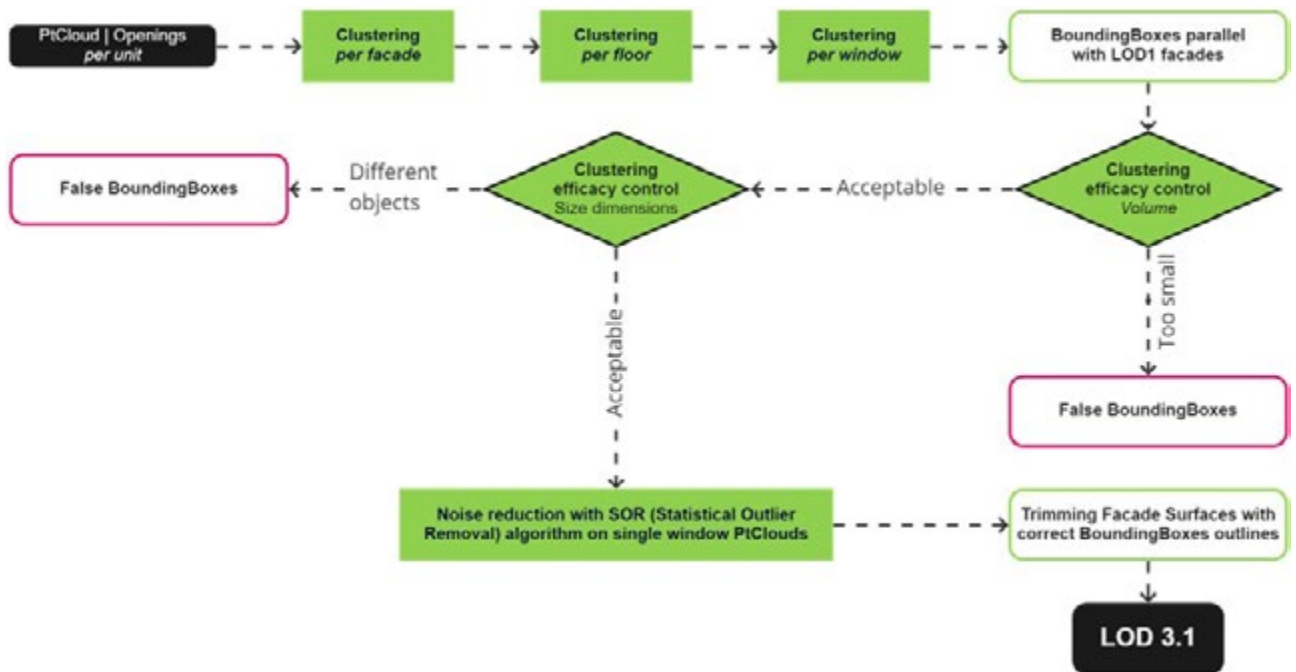 PtCloud | Openings
per unit
Clustering
per facade
Clustering
per floor
Clustering
per window
BoundingBoxes parallel
with LOD1 facades
False BoundingBoxes
Different
objects
Clustering
efficacy control
Size dimensions
Acceptable
Clustering
efficacy control
Volume
Acceptable
Too small
False BoundingBoxes
Noise reduction with SOR (Statistical Outlier
Removal) algorithm on single window PtClouds
Trimming Facade Surfaces with
correct BoundingBoxes outlines
LOD 3.1